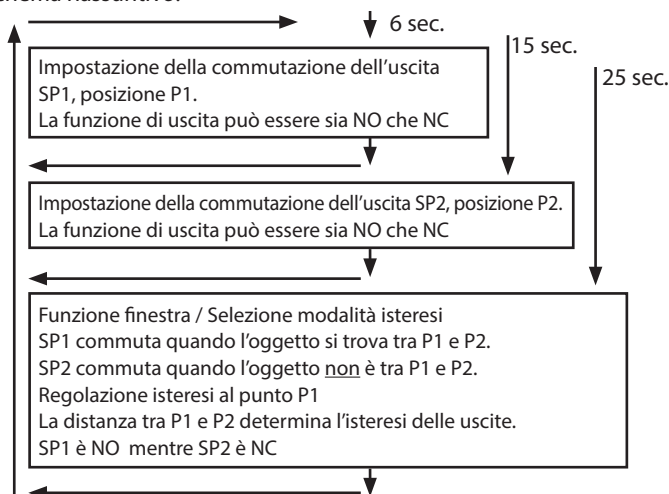 6 sec.
15 sec.
25 sec.
Impostazione della commutazione dell'uscita
SP1, posizione P1.
La funzione di uscita può essere sia NO che NC
Impostazione della commutazione dell'uscita SP2, posizione P2.
La funzione di uscita può essere sia NO che NC
Funzione finestra / Selezione modalità isteresi
SP1 commuta quando l'oggetto si trova tra P1 e P2.
SP2 commuta quando l'oggetto non è tra P1 e P2.
Regolazione isteresi al punto P1
La distanza tra P1 e P2 determina l'isteresi delle uscite.
SP1 è NO mentre SP2 è NC